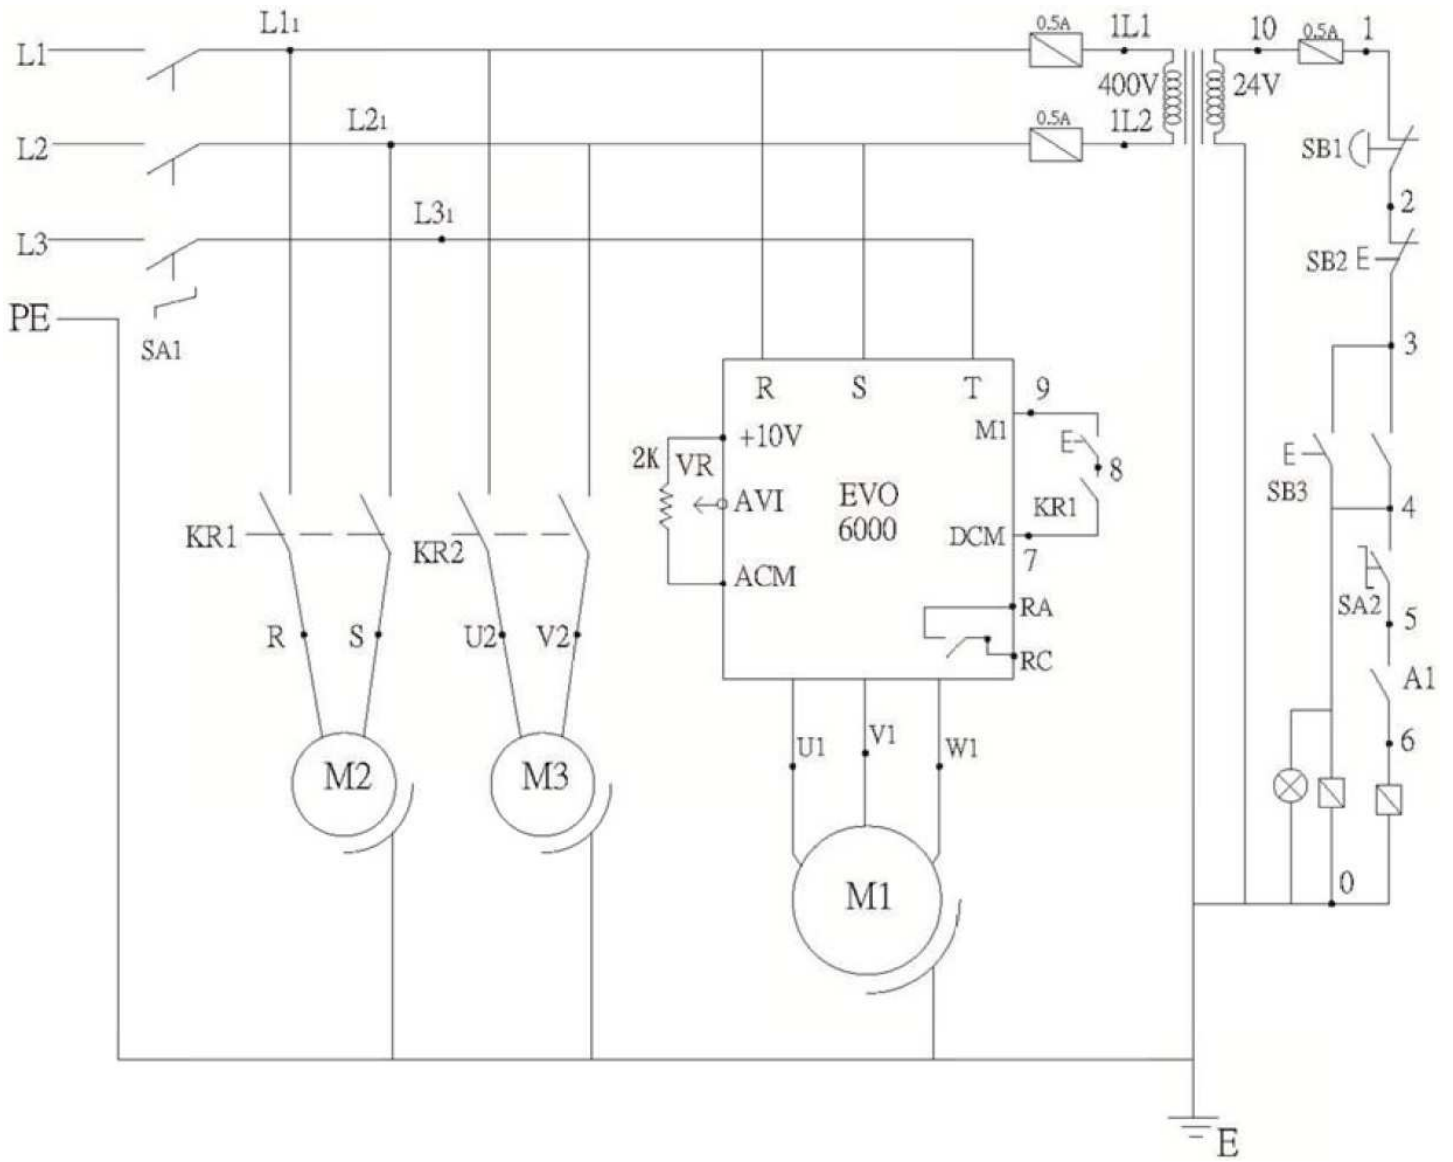 L1
L1₁
0.5A
1L1
10
0.5A
1
400V
24V
L2
L2₁
0.5A
1L2
SB1
2
L3
L3₁
SB2
PE
SA1
3
R
S
T
9
M1
+10V
2K
VR
8
SB3
AVI
EVO
6000
KR1
4
KR1
KR2
DCM
7
ACM
RA
SA2
5
R
S
U2
V2
RC
A1
U1
V1
W1
6
M2
M3
M1
0
E